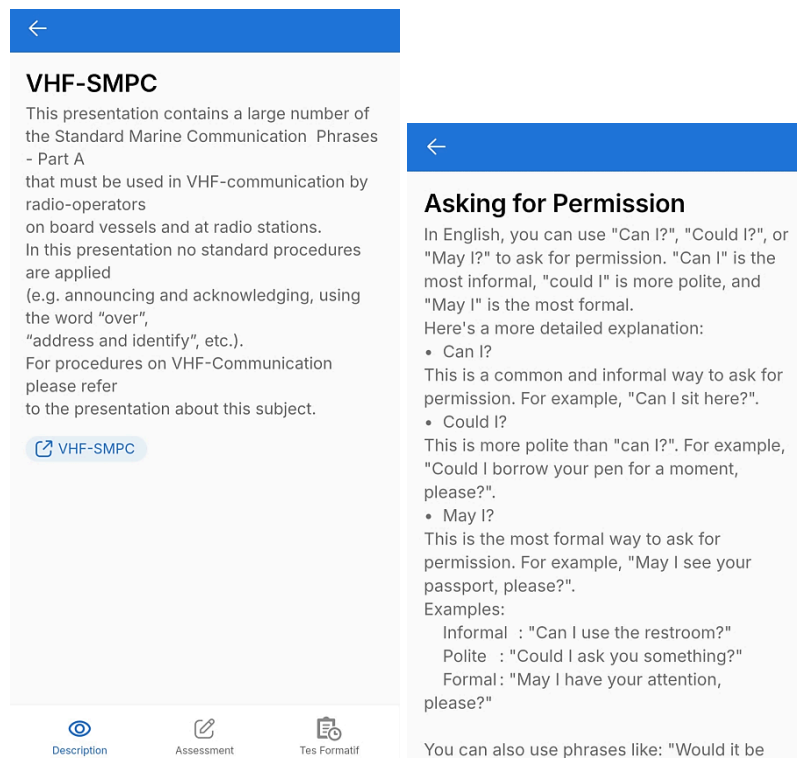 VHF-SMPC
This presentation contains a large number of
the Standard Marine Communication  Phrases
- Part A
that must be used in VHF-communication by
radio-operators
on board vessels and at radio stations.
In this presentation no standard procedures
are applied
(e.g. announcing and acknowledging, using
the word “over”,
“address and identify”, etc.).
For procedures on VHF-Communication
please refer
to the presentation about this subject.
VHF-SMPC
Description
Assessment
Tes Formatif
Asking for Permission
In English, you can use "Can I?", "Could I?", or
"May I?" to ask for permission. "Can I" is the
most informal, "could I" is more polite, and
"May I" is the most formal.
Here's a more detailed explanation:
• Can I?
This is a common and informal way to ask for
permission. For example, "Can I sit here?".
• Could I?
This is more polite than "can I?". For example,
"Could I borrow your pen for a moment,
please?".
• May I?
This is the most formal way to ask for
permission. For example, "May I see your
passport, please?".
Examples:
Informal : "Can I use the restroom?"
Polite : "Could I ask you something?"
Formal : "May I have your attention,
please?"
You can also use phrases like: "Would it be